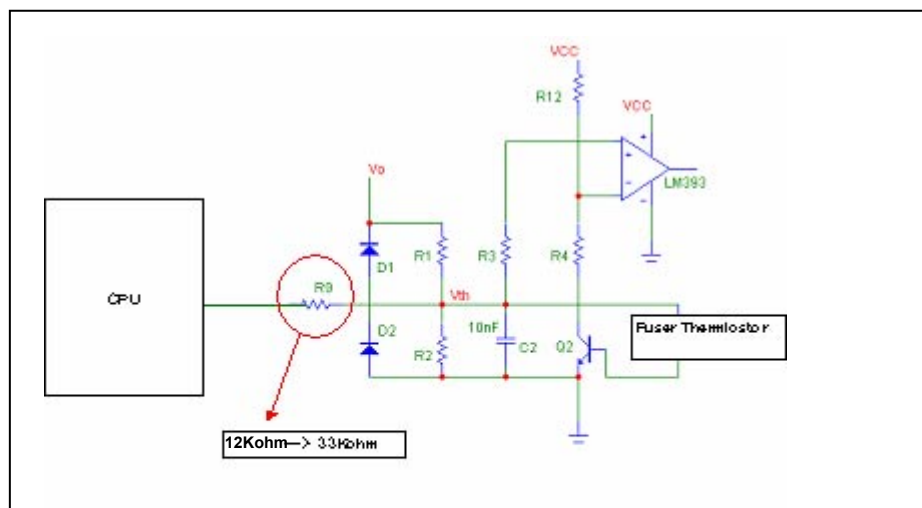 VCC
R12
VCC
+
+
-
-
LM393
Vo
R1
R3
R4
D1
R9
CPU
Vth
D2
10nF
R2
C2
Q2
Fuser Thermiostor
12Kohm—> 33Kohm